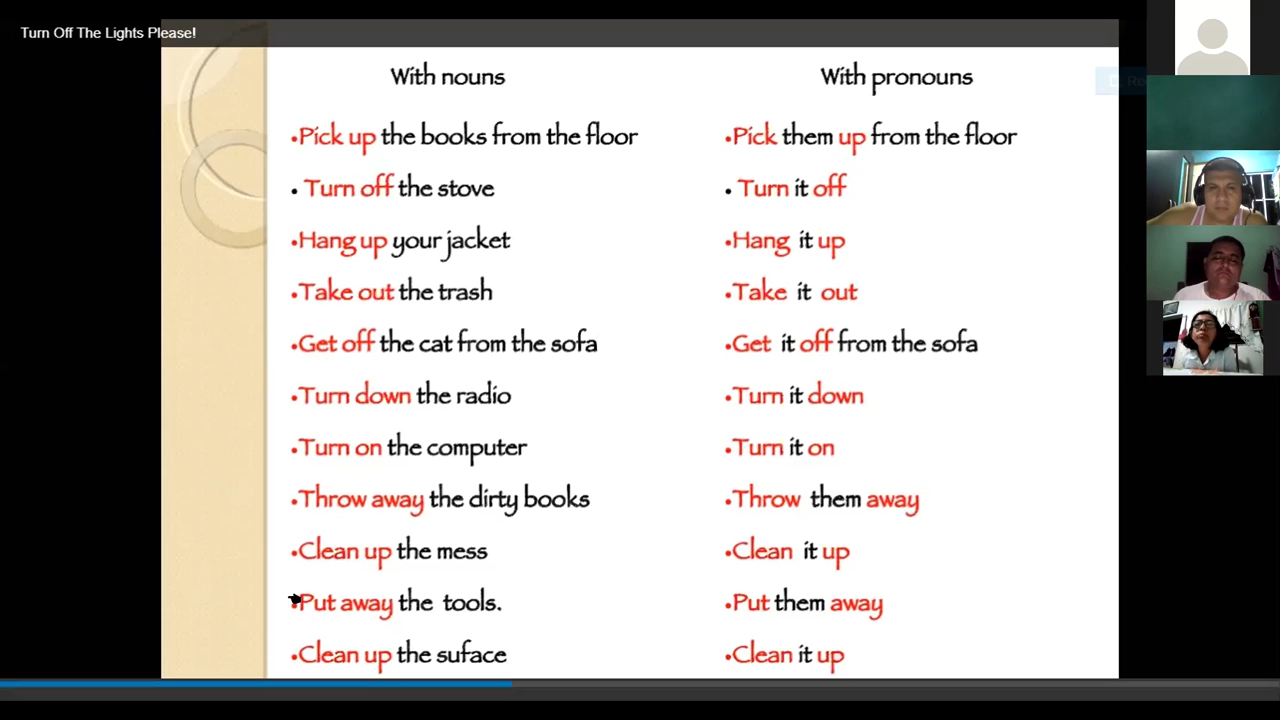 Turn Off The Lights Please!
With nouns
With pronouns
•Pick up the books from the floor
•Pick them up from the floor
• Turn off the stove
• Turn it off
•Hang up your jacket
•Hang it up
•Take out the trash
•Take it out
•Get off the cat from the sofa
•Get it off from the sofa
•Turn down the radio
•Turn it down
•Turn on the computer
•Turn it on
•Throw away the dirty books
•Throw them away
•Clean up the mess
•Clean it up
•Put away the tools.
•Put them away
•Clean up the suface
•Clean it up